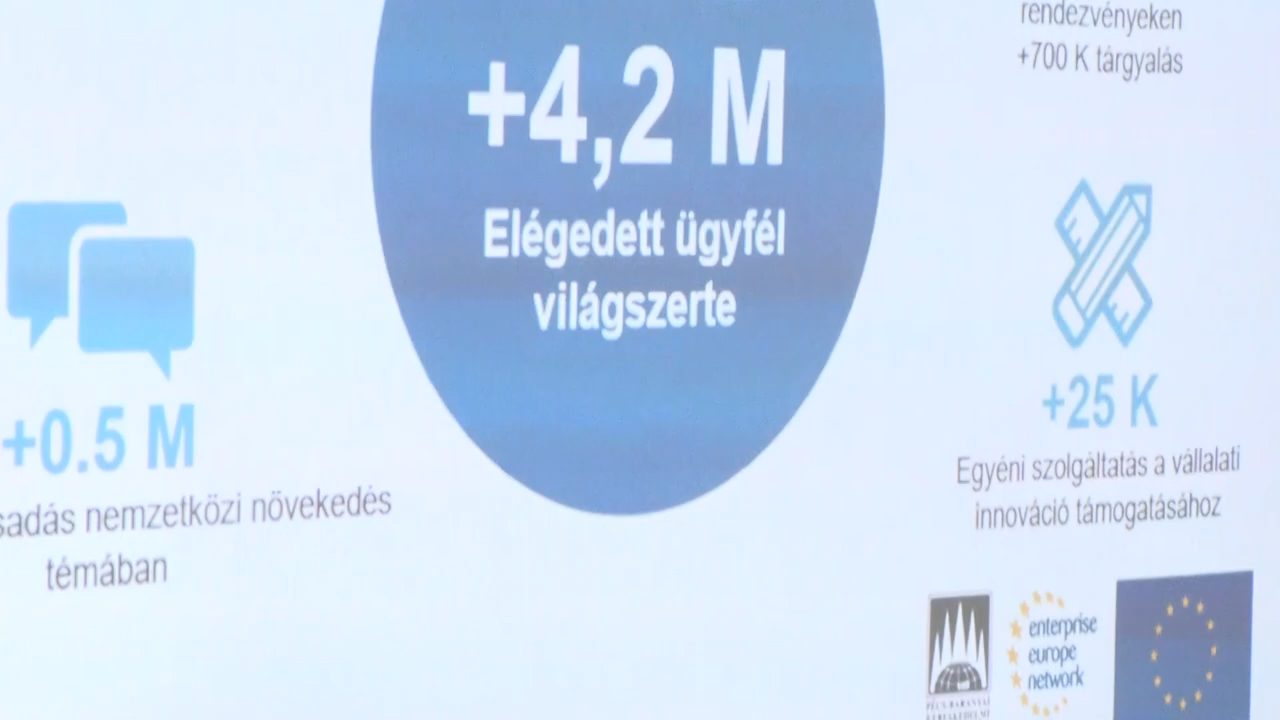 rendezvényeken
+700 K tárgyalás
+4,2 M
Elégedett ügyfél
világszerte
+0.5 M
nemzetközi növekedés
témában
+25 K
Egyéni szolgáltatás a vállalati
innováció támogatásához
enterprise
europe
network